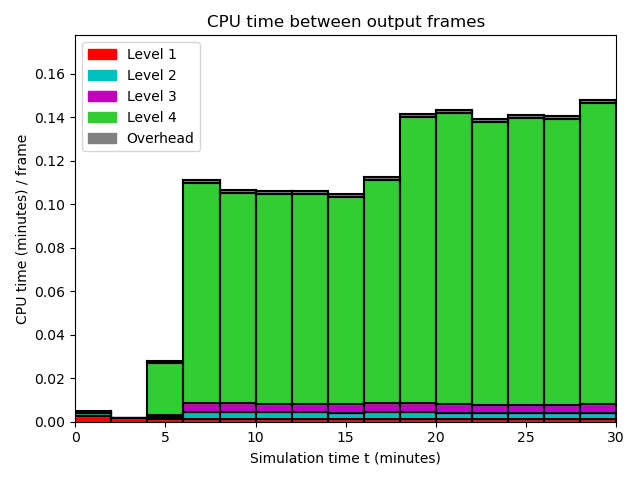 CPU time between output frames
CPU time (minutes) / frame
0.16
0.14
0.12
0.10
0.08
0.06
0.04
0.02
0.00
Level 1
Level 2
Level 3
Level 4
Overhead
0 5 10 15 20 25 30
Simulation time t (minutes)